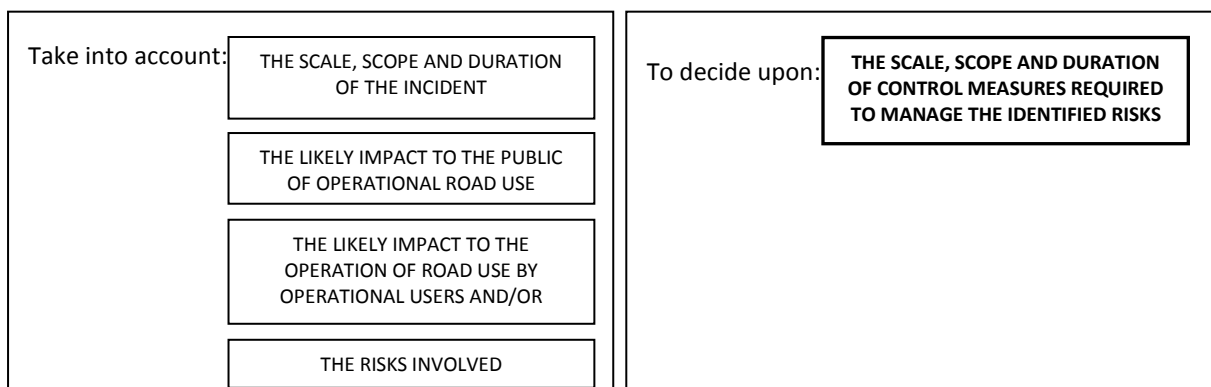 Take into account:
THE SCALE, SCOPE AND DURATION
OF THE INCIDENT
THE LIKELY IMPACT TO THE PUBLIC
OF OPERATIONAL ROAD USE
THE LIKELY IMPACT TO THE
OPERATION OF ROAD USE BY
OPERATIONAL USERS AND/OR
THE RISKS INVOLVED
To decide upon:
THE SCALE, SCOPE AND DURATION
OF CONTROL MEASURES REQUIRED
TO MANAGE THE IDENTIFIED RISKS